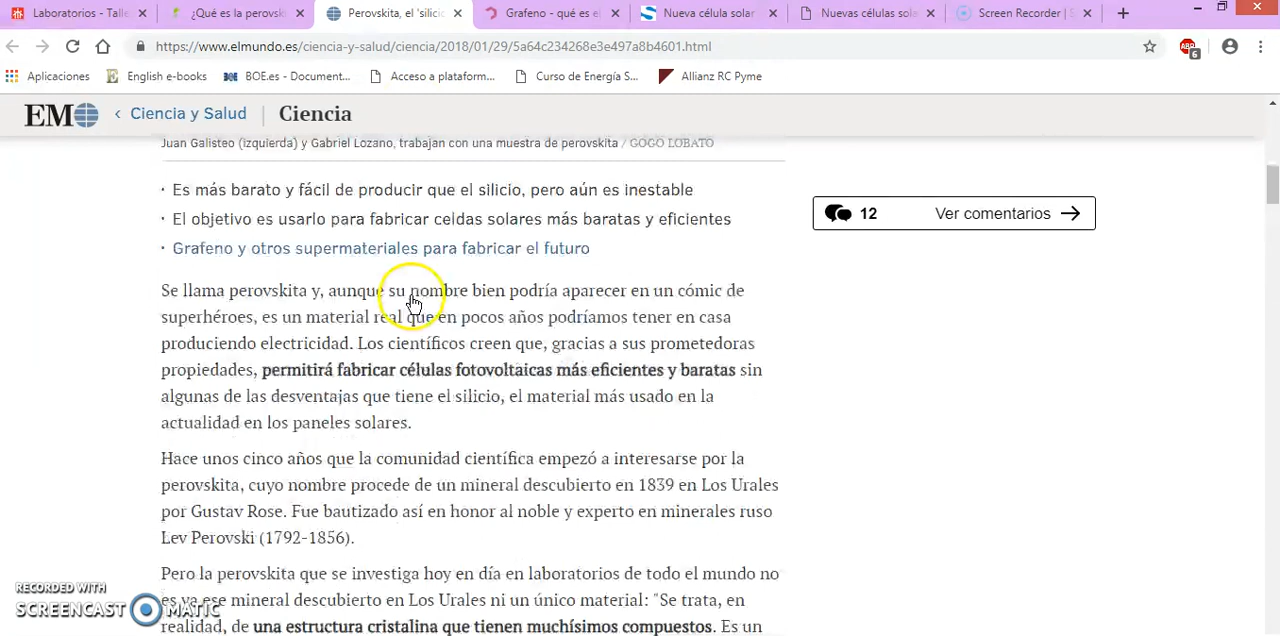 Laboratorios - Talle
¿Qué es la perovski
Perovskita, el 'silicio
Grafeno - qué es el
Nueva célula solar
Nuevas células sola
Screen Recorder | S
https://www.elmundo.es/ciencia-y-salud/ciencia/2018/01/29/5a64c234268e3e497a8b4601.html
ABP
6
Aplicaciones
English e-books
BOE.es - Document...
Acceso a plataform...
Curso de Energía S...
Allianz RC Pyme
EM
‹ Ciencia y Salud | Ciencia
Juan Galisteo (izquierda) y Gabriel Lozano, trabajan con una muestra de perovskita / GOGO LOBATO
· Es más barato y fácil de producir que el silicio, pero aún es inestable
· El objetivo es usarlo para fabricar celdas solares más baratas y eficientes
· Grafeno y otros supermateriales para fabricar el futuro
12 Ver comentarios
Se llama perovskita y, aunque su nombre bien podría aparecer en un cómic de
superhéroes, es un material real que en pocos años podríamos tener en casa
produciendo electricidad. Los científicos creen que, gracias a sus prometedoras
propiedades, permitirá fabricar células fotovoltaicas más eficientes y baratas sin
algunas de las desventajas que tiene el silicio, el material más usado en la
actualidad en los paneles solares.
Hace unos cinco años que la comunidad científica empezó a interesarse por la
perovskita, cuyo nombre procede de un mineral descubierto en 1839 en Los Urales
por Gustav Rose. Fue bautizado así en honor al noble y experto en minerales ruso
Lev Perovski (1792-1856).
Pero la perovskita que se investiga hoy en día en laboratorios de todo el mundo no
es ya ese mineral descubierto en Los Urales ni un único material: "Se trata, en
realidad, de una estructura cristalina que tienen muchísimos compuestos. Es un
RECORDED WITH
SCREENCAST MATIC